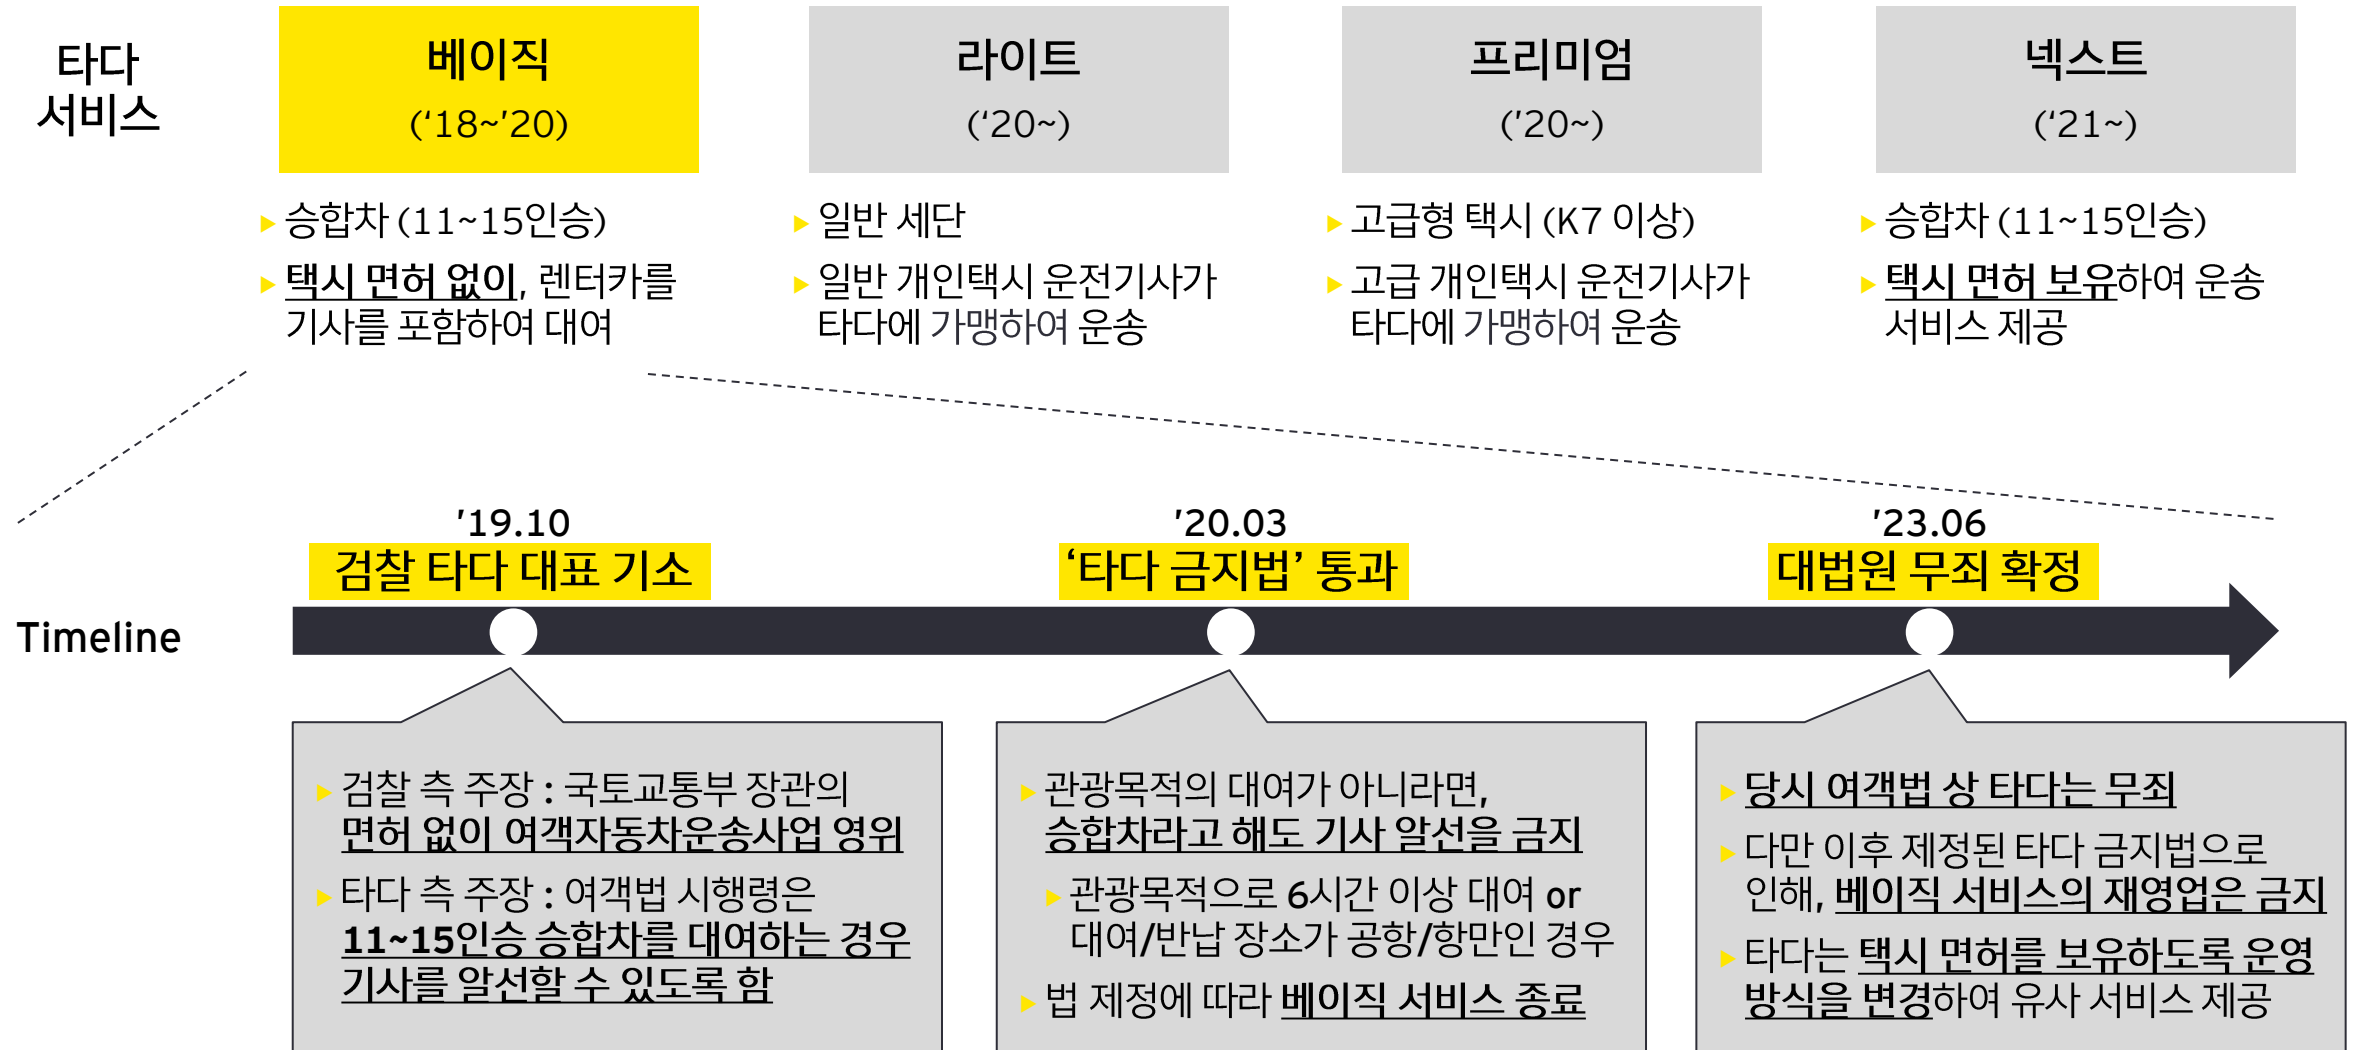 타다
서비스
베이직
(‘18~’20)
라이트
(‘20~)
프리미엄
(’20~)
넥스트
(‘21~)
승합차 (11~15인승)
택시 면허 없이, 렌터카를
기사를 포함하여 대여
일반 세단
일반 개인택시 운전기사가
타다에 가맹하여 운송
고급형 택시 (K7 이상)
고급 개인택시 운전기사가
타다에 가맹하여 운송
승합차 (11~15인승)
택시 면허 보유하여 운송
서비스 제공
Timeline
’19.10
검찰 타다 대표 기소
’20.03
‘타다 금지법’ 통과
’23.06
대법원 무죄 확정
검찰 측 주장 : 국토교통부 장관의
면허 없이 여객자동차운송사업 영위
타다 측 주장 : 여객법 시행령은
11~15인승 승합차를 대여하는 경우
기사를 알선할 수 있도록 함
관광목적의 대여가 아니라면,
승합차라고 해도 기사 알선을 금지
관광목적으로 6시간 이상 대여 or
대여/반납 장소가 공항/항만인 경우
법 제정에 따라 베이직 서비스 종료
당시 여객법 상 타다는 무죄
다만 이후 제정된 타다 금지법으로
인해, 베이직 서비스의 재영업은 금지
타다는 택시 면허를 보유하도록 운영
방식을 변경하여 유사 서비스 제공